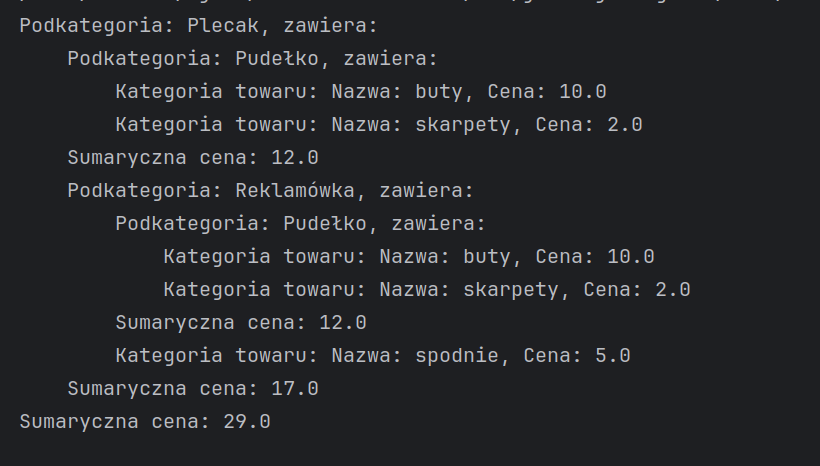 Podkategoria: Plecak, zawiera:
Podkategoria: Pudełko, zawiera:
Kategoria towaru: Nazwa: buty, Cena: 10.0
Kategoria towaru: Nazwa: skarpety, Cena: 2.0
Sumaryczna cena: 12.0
Podkategoria: Reklamówka, zawiera:
Podkategoria: Pudełko, zawiera:
Kategoria towaru: Nazwa: buty, Cena: 10.0
Kategoria towaru: Nazwa: skarpety, Cena: 2.0
Sumaryczna cena: 12.0
Kategoria towaru: Nazwa: spodnie, Cena: 5.0
Sumaryczna cena: 17.0
Sumaryczna cena: 29.0